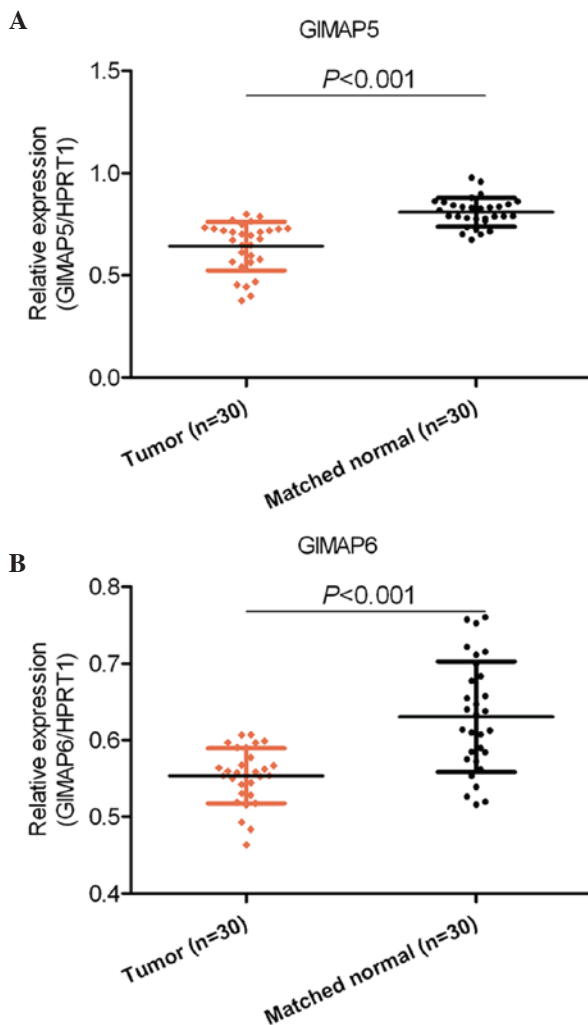 A
GIMAP5
P<0.001
Relative expression
(GIMAP5/HPRT1)
1.5
1.0
0.5
0.0
Tumor (n=30)
Matched normal (n=30)
B
GIMAP6
P<0.001
Relative expression
(GIMAP6/HPRT1)
0.8
0.7
0.6
0.5
0.4
Tumor (n=30)
Matched normal (n=30)